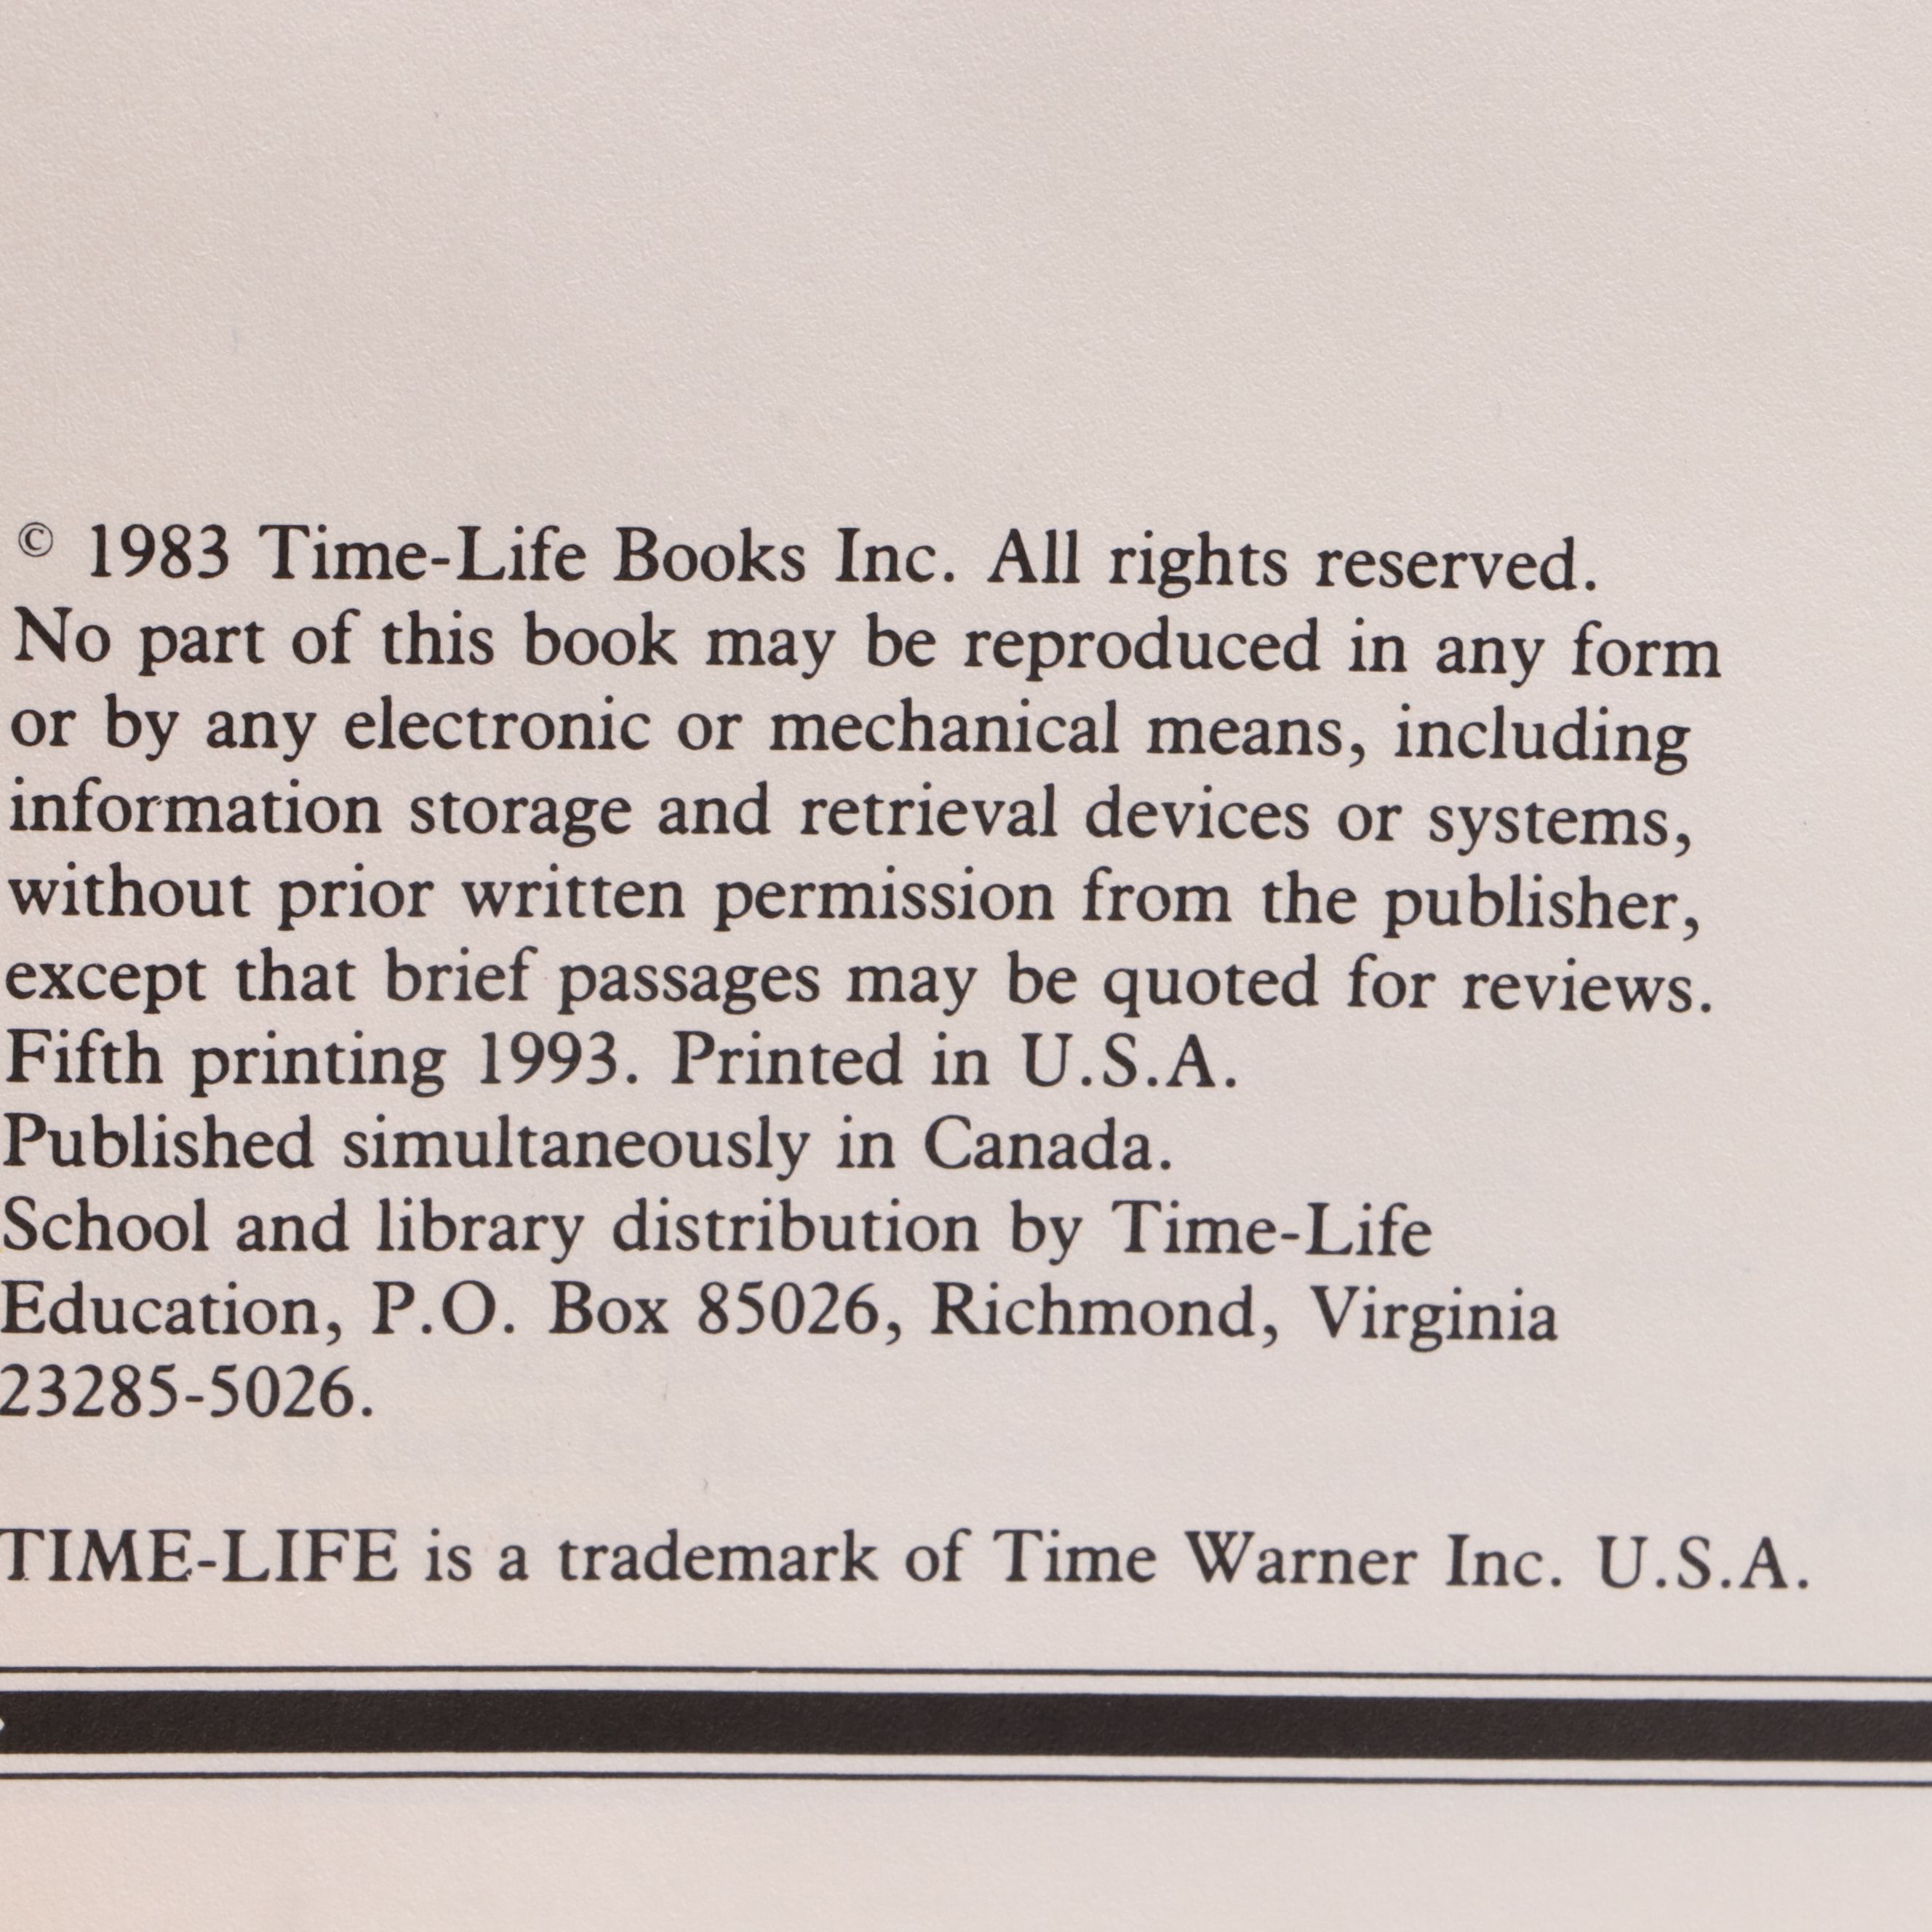 © 1983 Time-Life Books Inc. All rights reserved.
No part of this book may be reproduced in any form
or by any electronic or mechanical means, including
information storage and retrieval devices or systems,
without prior written permission from the publisher,
except that brief passages may be quoted for reviews.
Fifth printing 1993. Printed in U.S.A.
Published simultaneously in Canada.
School and library distribution by Time-Life
Education, P.O. Box 85026, Richmond, Virginia
23285-5026.
TIME-LIFE is a trademark of Time Warner Inc. U.S.A.